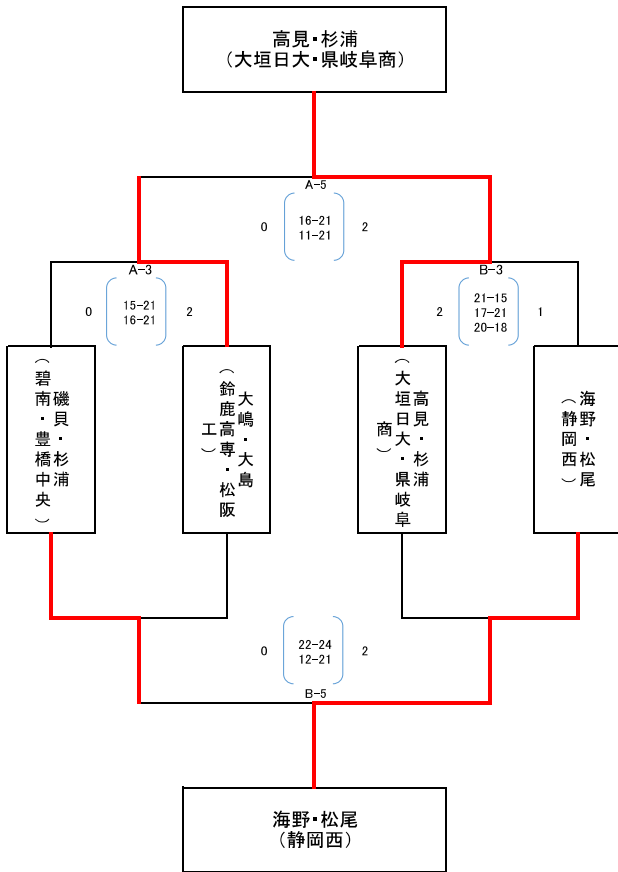 高見・杉浦
（大垣日大・県岐阜商）
A-5
0
16-21
11-21
2
A-3
0
15-21
16-21
2
B-3
2
21-15
17-21
20-18
1
磯貝・杉浦
（碧南・豊橋中央）
大嶋・大島
（鈴鹿高専・松阪
工）
高見・杉浦
（大垣日大・県岐阜
商）
海野・松尾
（静岡西）
0
22-24
12-21
2
B-5
海野・松尾
（静岡西）